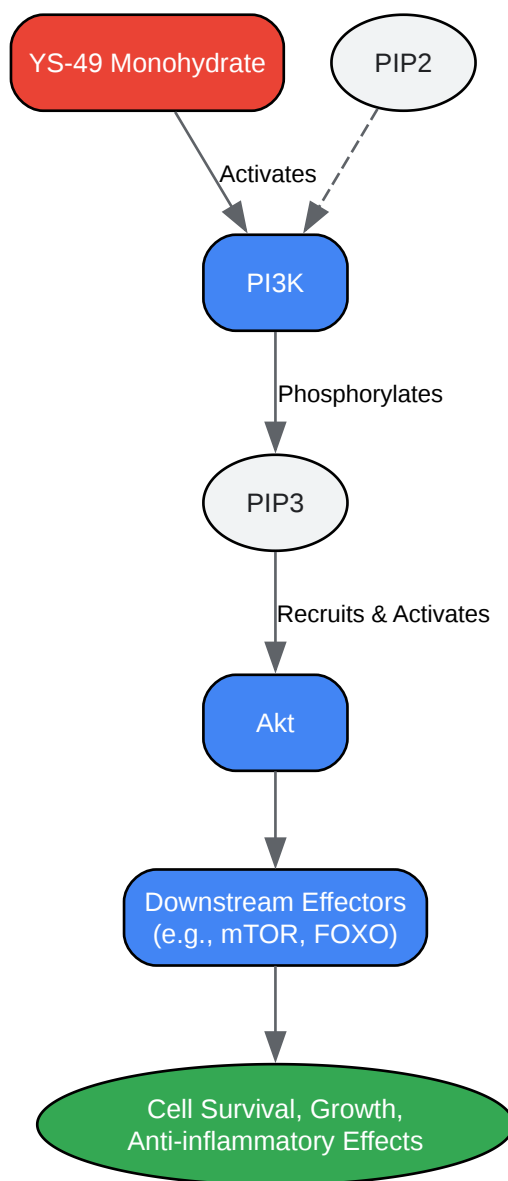 YS-49 Monohydrate
PIP2
Activates
PI3K
Phosphorylates
PIP3
Recruits & Activates
Akt
Downstream Effectors
(e.g., mTOR, FOXO)
Cell Survival, Growth,
Anti-inflammatory Effects